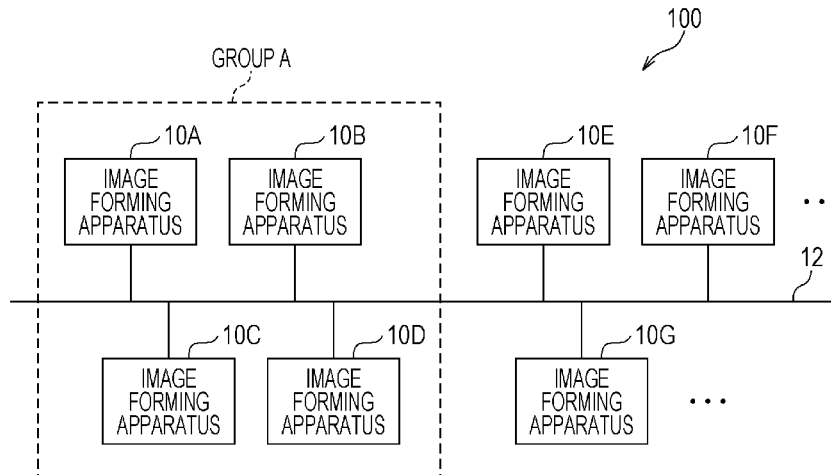 100
GROUP A
10A
10B
10E
10F
IMAGE
FORMING
APPARATUS
IMAGE
FORMING
APPARATUS
IMAGE
FORMING
APPARATUS
IMAGE
FORMING
APPARATUS
12
10C
10D
10G
IMAGE
FORMING
APPARATUS
IMAGE
FORMING
APPARATUS
IMAGE
FORMING
APPARATUS